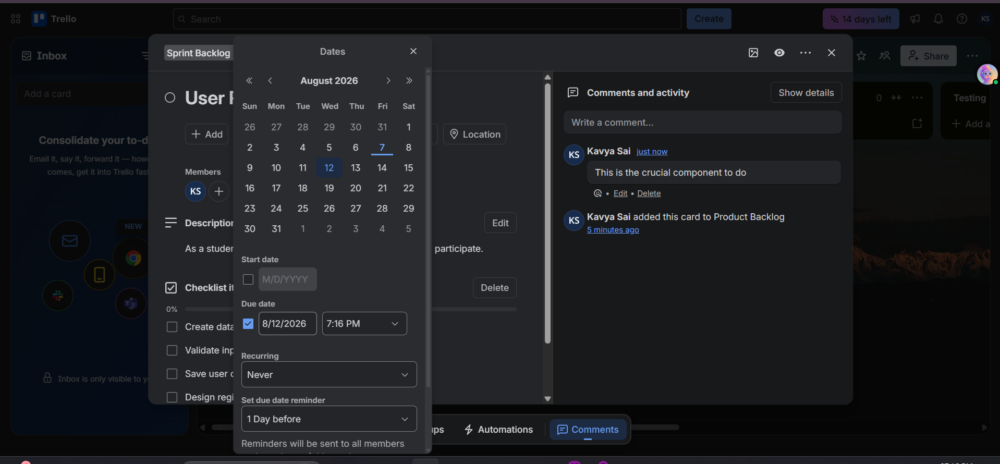 Trello
Search
Create
14 days left
KS
Inbox
Add a card
Consolidate your to-d
Email it, say it, forward it — how
comes, get it into Trello fast
NEW
Inbox is only visible to y
Sprint Backlog
User
Add
Location
Members
KS
Description
Edit
As a studen
participate.
Checklist it
Delete
0%
Create data
Validate inp
Save user
Design regi
Dates
August 2026
Sun Mon Tue Wed Thu Fri Sat
26 27 28 29 30 31 1
2 3 4 5 6 7 8
9 10 11 12 13 14 15
16 17 18 19 20 21 22
23 24 25 26 27 28 29
30 31 1 2 3 4 5
Start date
M/D/YYYY
Due date
8/12/2026 7:16 PM
Recurring
Never
Set due date reminder
1 Day before
Reminders will be sent to all members
Comments and activity
Show details
Write a comment...
KS
Kavya Sai just now
This is the crucial component to do
• Edit • Delete
KS
Kavya Sai added this card to Product Backlog
5 minutes ago
Share
0
Testing
Add a
ups
Automations
Comments